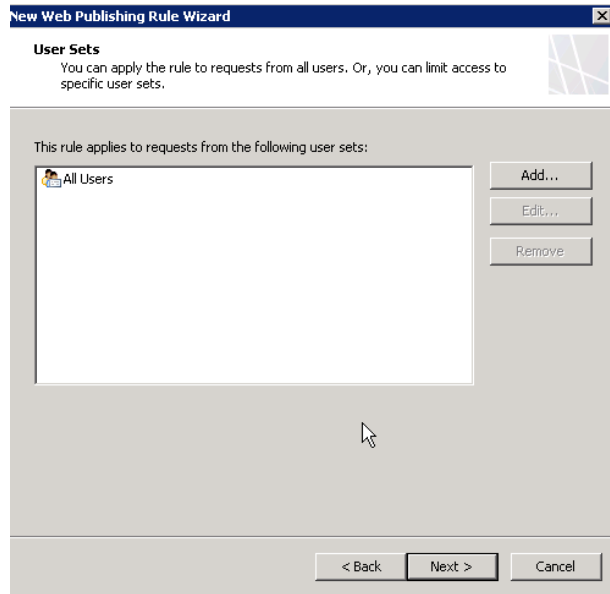 New Web Publishing Rule Wizard
User Sets
You can apply the rule to requests from all users. Or, you can limit access to
specific user sets.
This rule applies to requests from the following user sets:
All Users
Add...
Edit...
Remove
< Back
Next >
Cancel